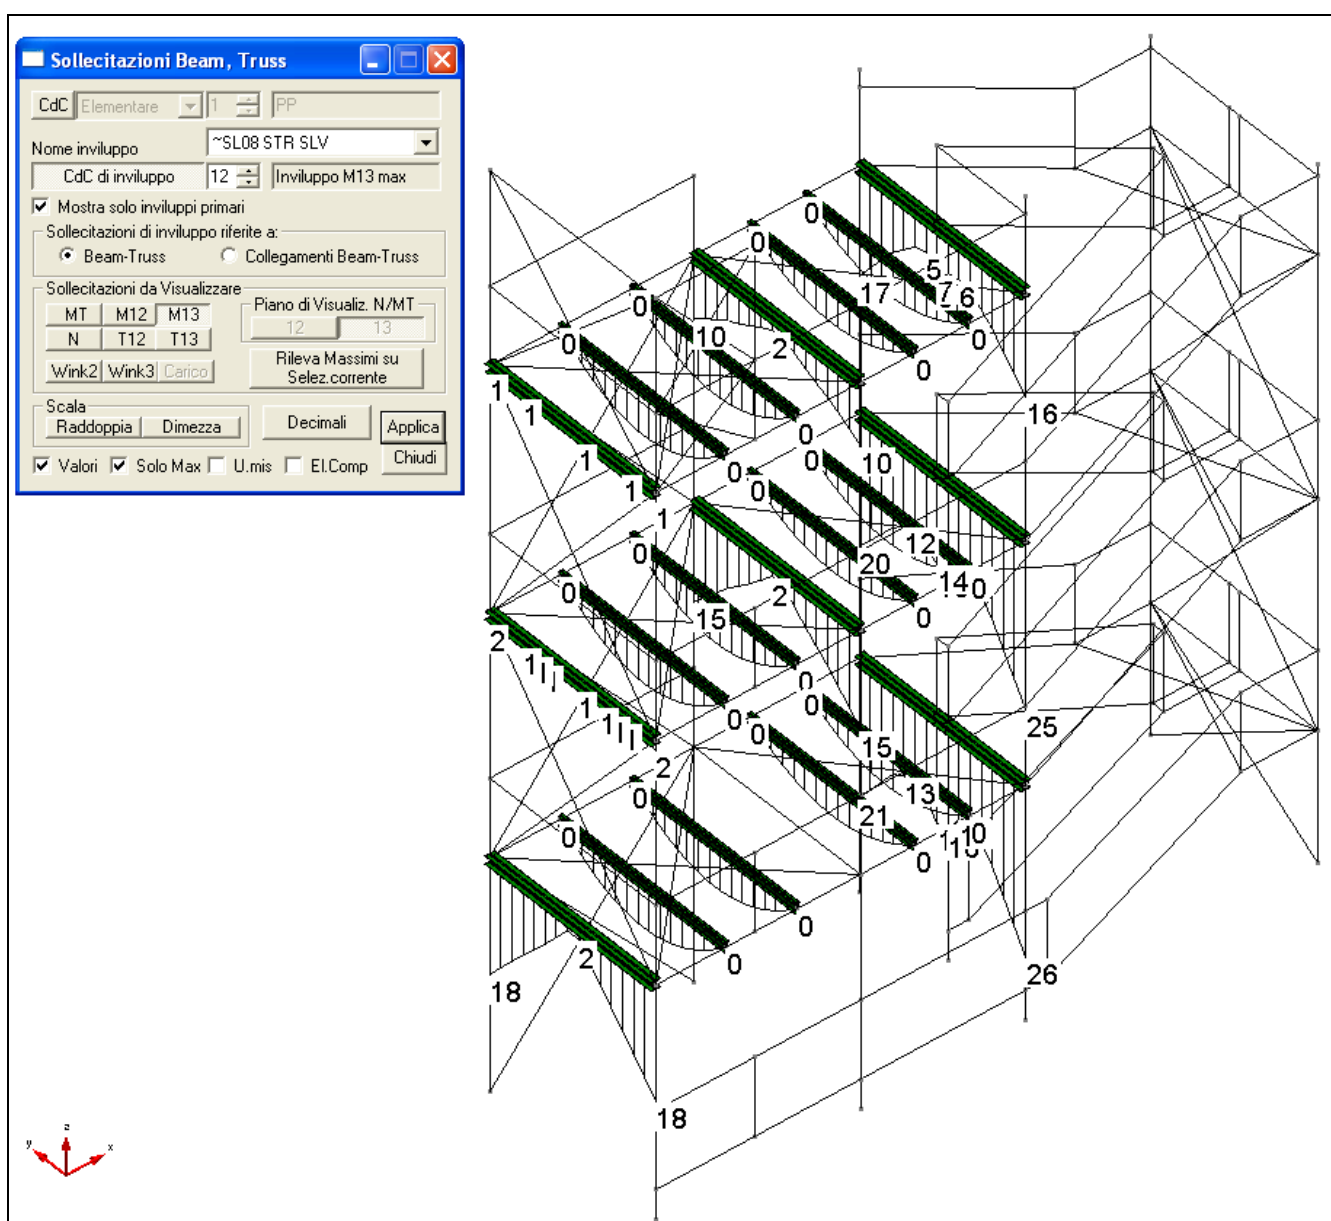 Sollecitazioni Beam, Truss
CdC Elementare 1 PP
Nome inviluppo ~SL08 STR SLV
CdC di inviluppo 12 Inviluppo M13 max
Mostra solo inviluppi primari
Sollecitazioni di inviluppo riferite a:
Beam-Truss Collegamenti Beam-Truss
Sollecitazioni da Visualizzare
MT M12 M13
N T12 T13
Wink2 Wink3 Carico
Piano di Visualiz. N/MT
12 13
Rileva Massimi su
Selez.corrente
Scala
Raddoppia Dimezza
Decimali
Applica
Chiudi
Valori Solo Max U.mis El.Comp
0
0
5
17 7 6
0
0
0
10
2
0
0
1
1
1
1
1
16
0
0
10
0
0
12
20
14 0
0
0
0
15
2
2
1
1
1
2
0
0
25
0
0
15
13
21
0
0
0
0
0
0
2
18
18
26
z
y
x